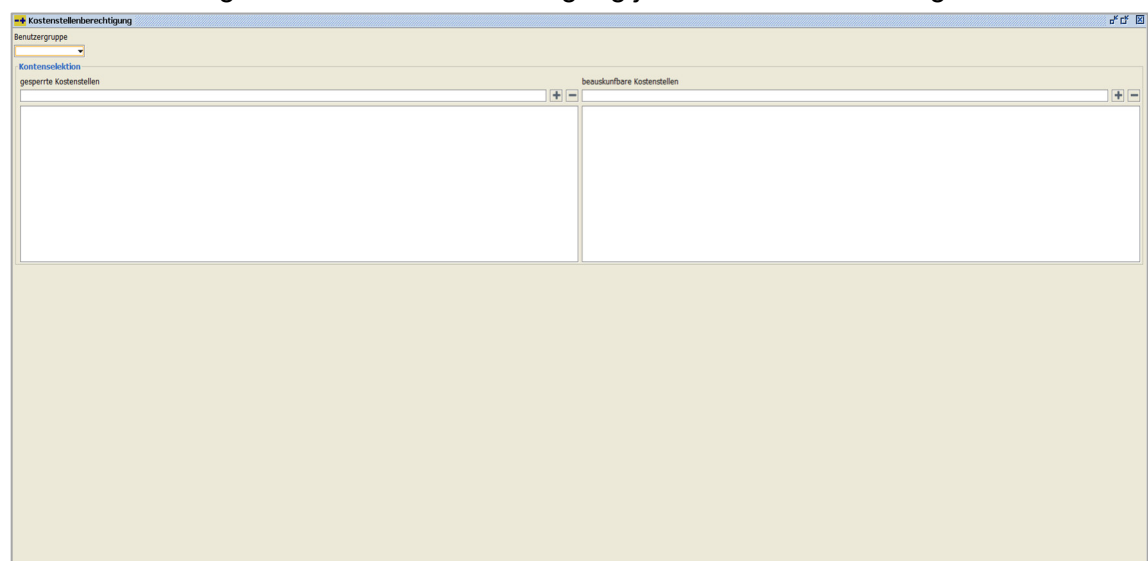 Kostenstellenberechtigung
Benutzergruppe
Kontenselektion
gesperrte Kostenstellen
beauskunfbare Kostenstellen